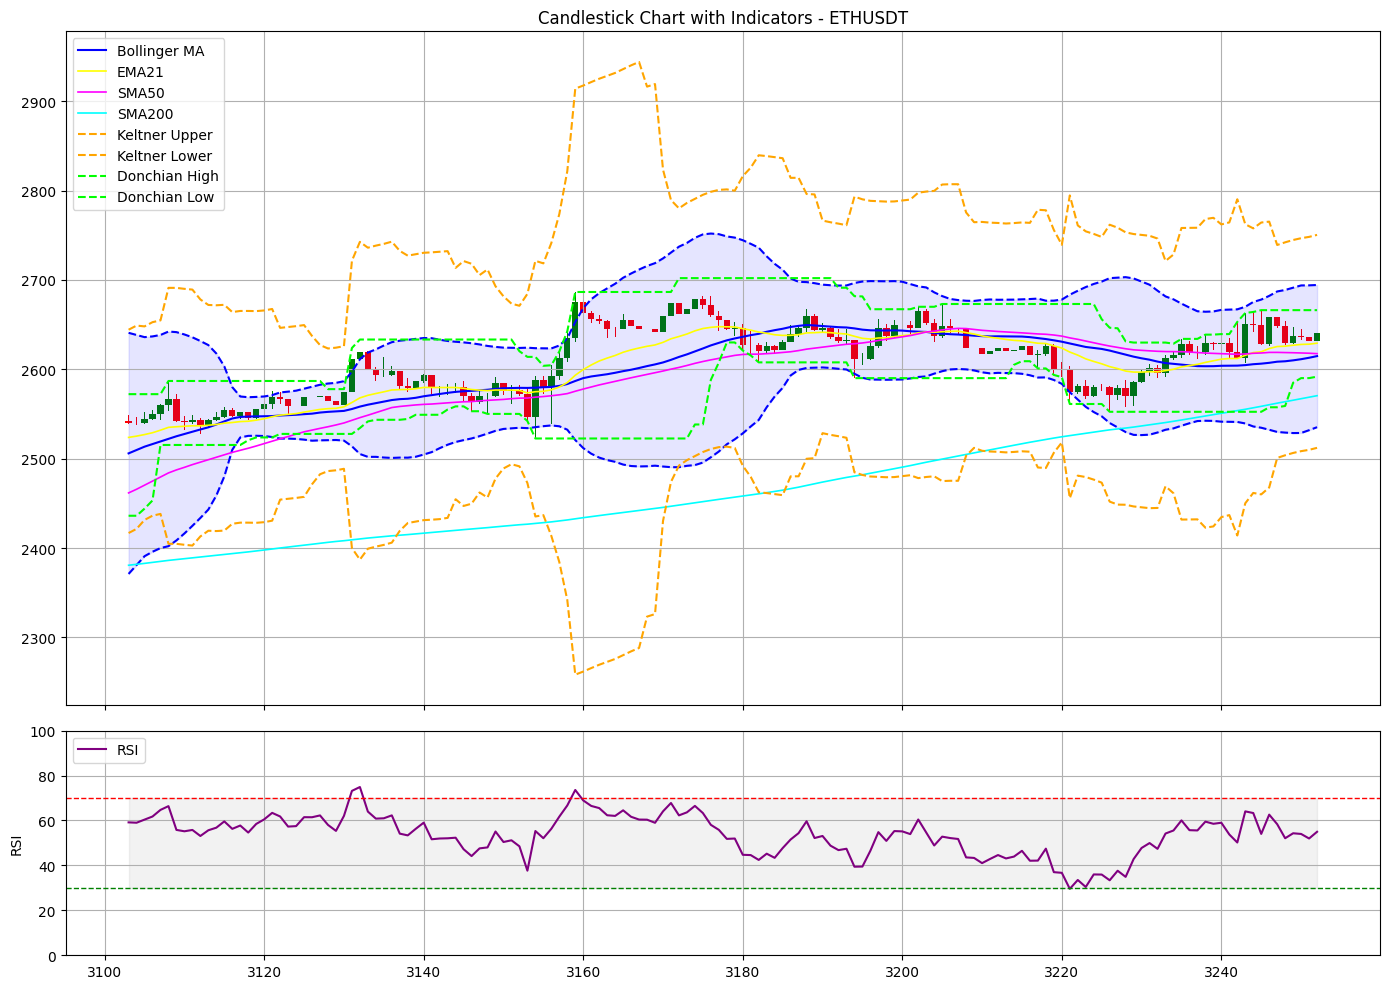 Candlestick Chart with Indicators - ETHUSDT
Bollinger MA
EMA21
SMA50
SMA200
Keltner Upper
Keltner Lower
Donchian High
Donchian Low
2900
2800
2700
2600
2500
2400
2300
RSI
100
80
60
40
20
0
RSI
3100
3120
3140
3160
3180
3200
3220
3240